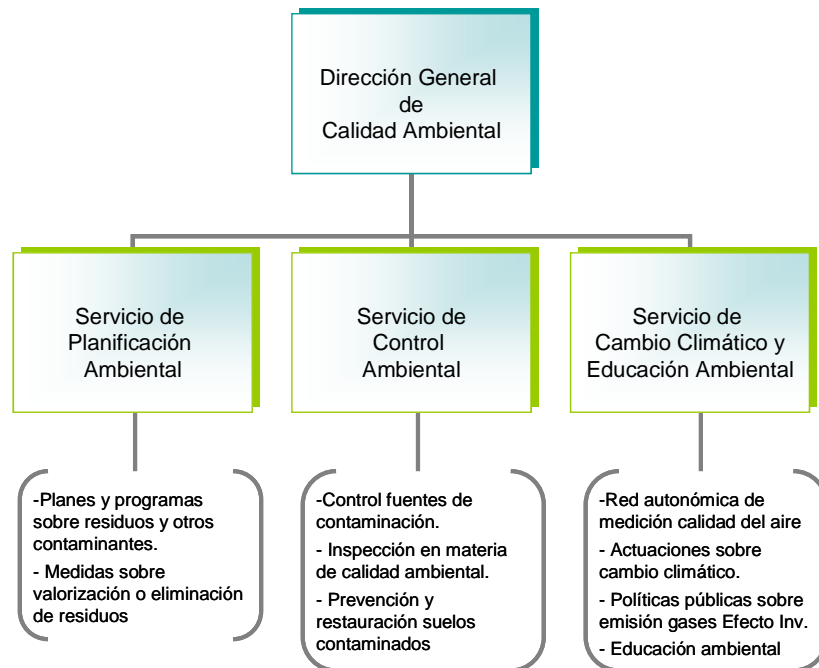 Dirección General
de
Calidad Ambiental
Servicio de
Planificación
Ambiental
Servicio de
Control
Ambiental
Servicio de
Cambio Climático y
Educación Ambiental
-Planes y programas
sobre residuos y otros
contaminantes.
- Medidas sobre
valorización o eliminación
de residuos
-Control fuentes de
contaminación.
- Inspección en materia
de calidad ambiental.
- Prevención y
restauración suelos
contaminados
-Red autonómica de
medición calidad del aire
- Actuaciones sobre
cambio climático.
- Políticas públicas sobre
emisión gases Efecto Inv.
- Educación ambiental